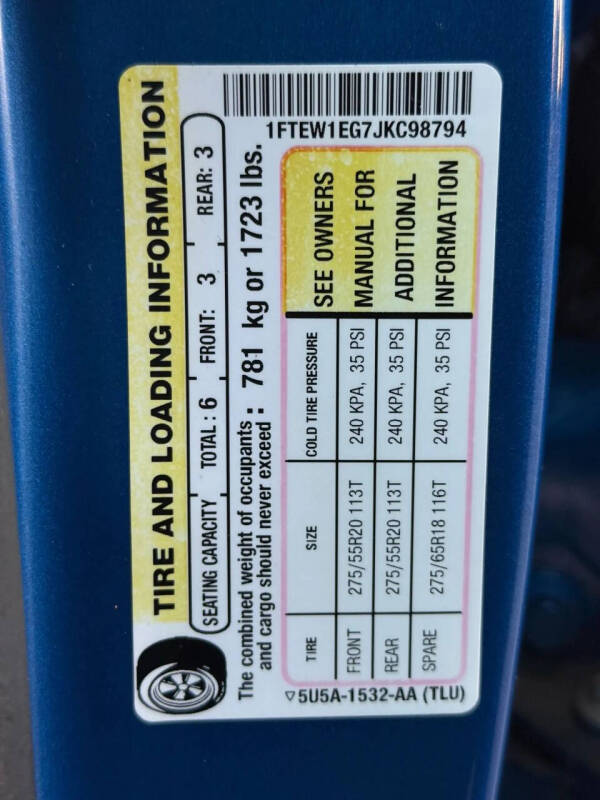 TIRE AND LOADING INFORMATION
SEATING CAPACITY TOTAL : 6 FRONT: 3 REAR: 3
The combined weight of occupants
and cargo should never exceed : 781 kg or 1723 lbs.
1FTEW1EG7JKC98794
TIRE SIZE COLD TIRE PRESSURE
FRONT 275/55R20 113T 240 KPA, 35 PSI
REAR 275/55R20 113T 240 KPA, 35 PSI
SPARE 275/65R18 116T 240 KPA, 35 PSI
SEE OWNERS
MANUAL FOR
ADDITIONAL
INFORMATION
5U5A-1532-AA (TLU)